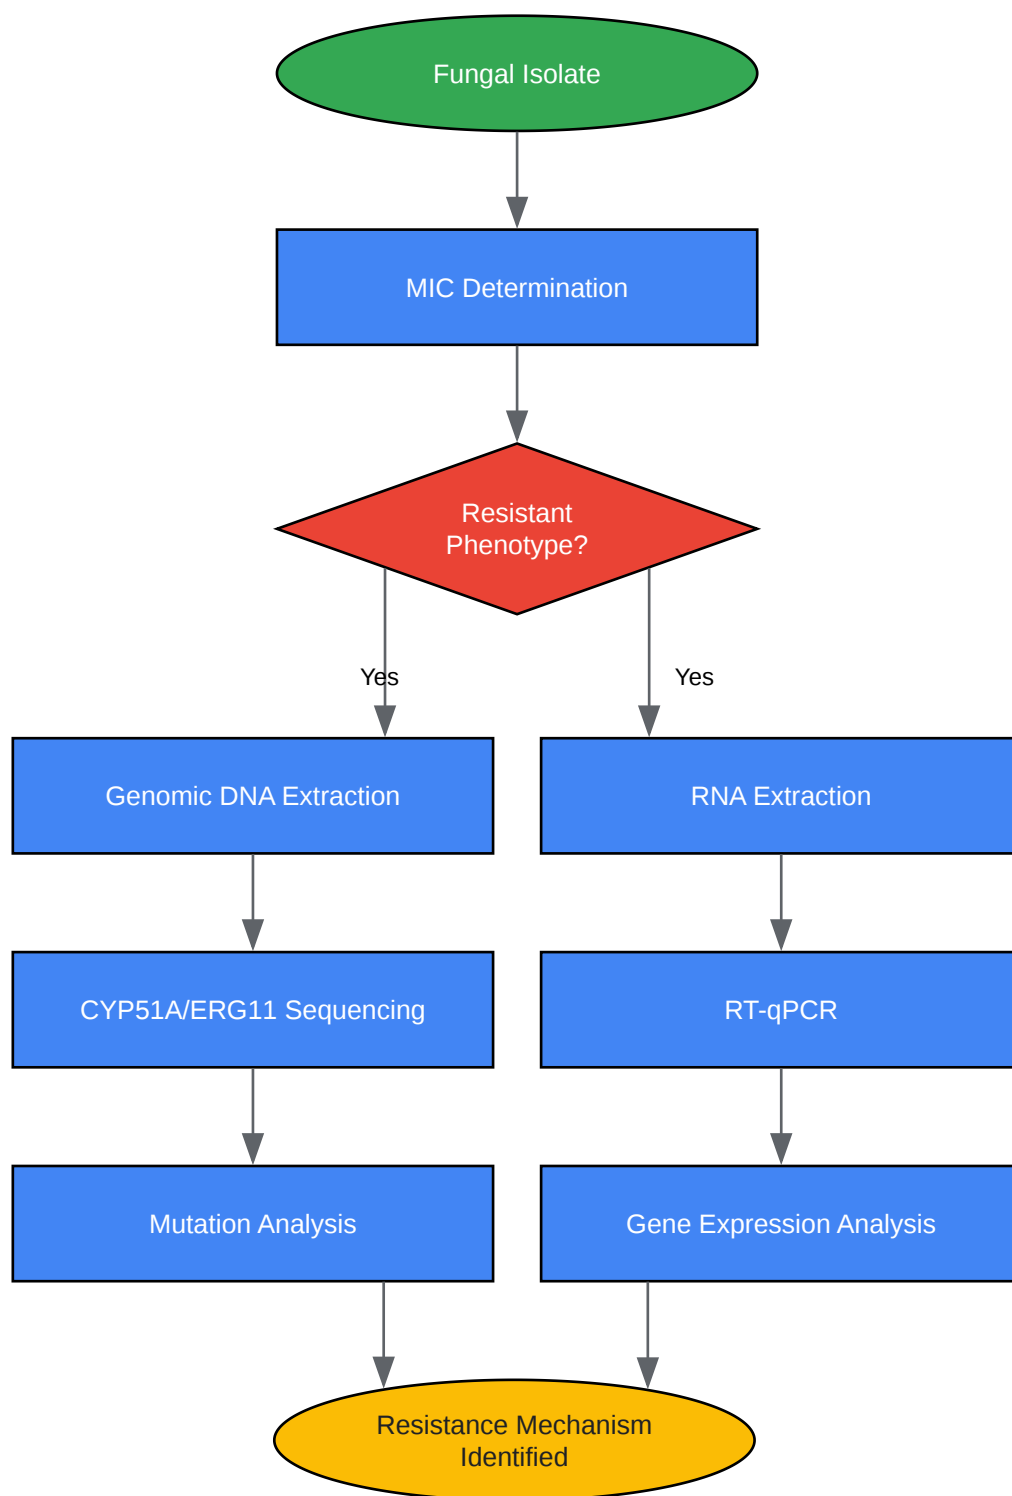 Fungal Isolate
MIC Determination
Resistant
Phenotype?
Yes
Yes
Genomic DNA Extraction
RNA Extraction
CYP51A/ERG11 Sequencing
RT-qPCR
Mutation Analysis
Gene Expression Analysis
Resistance Mechanism
Identified